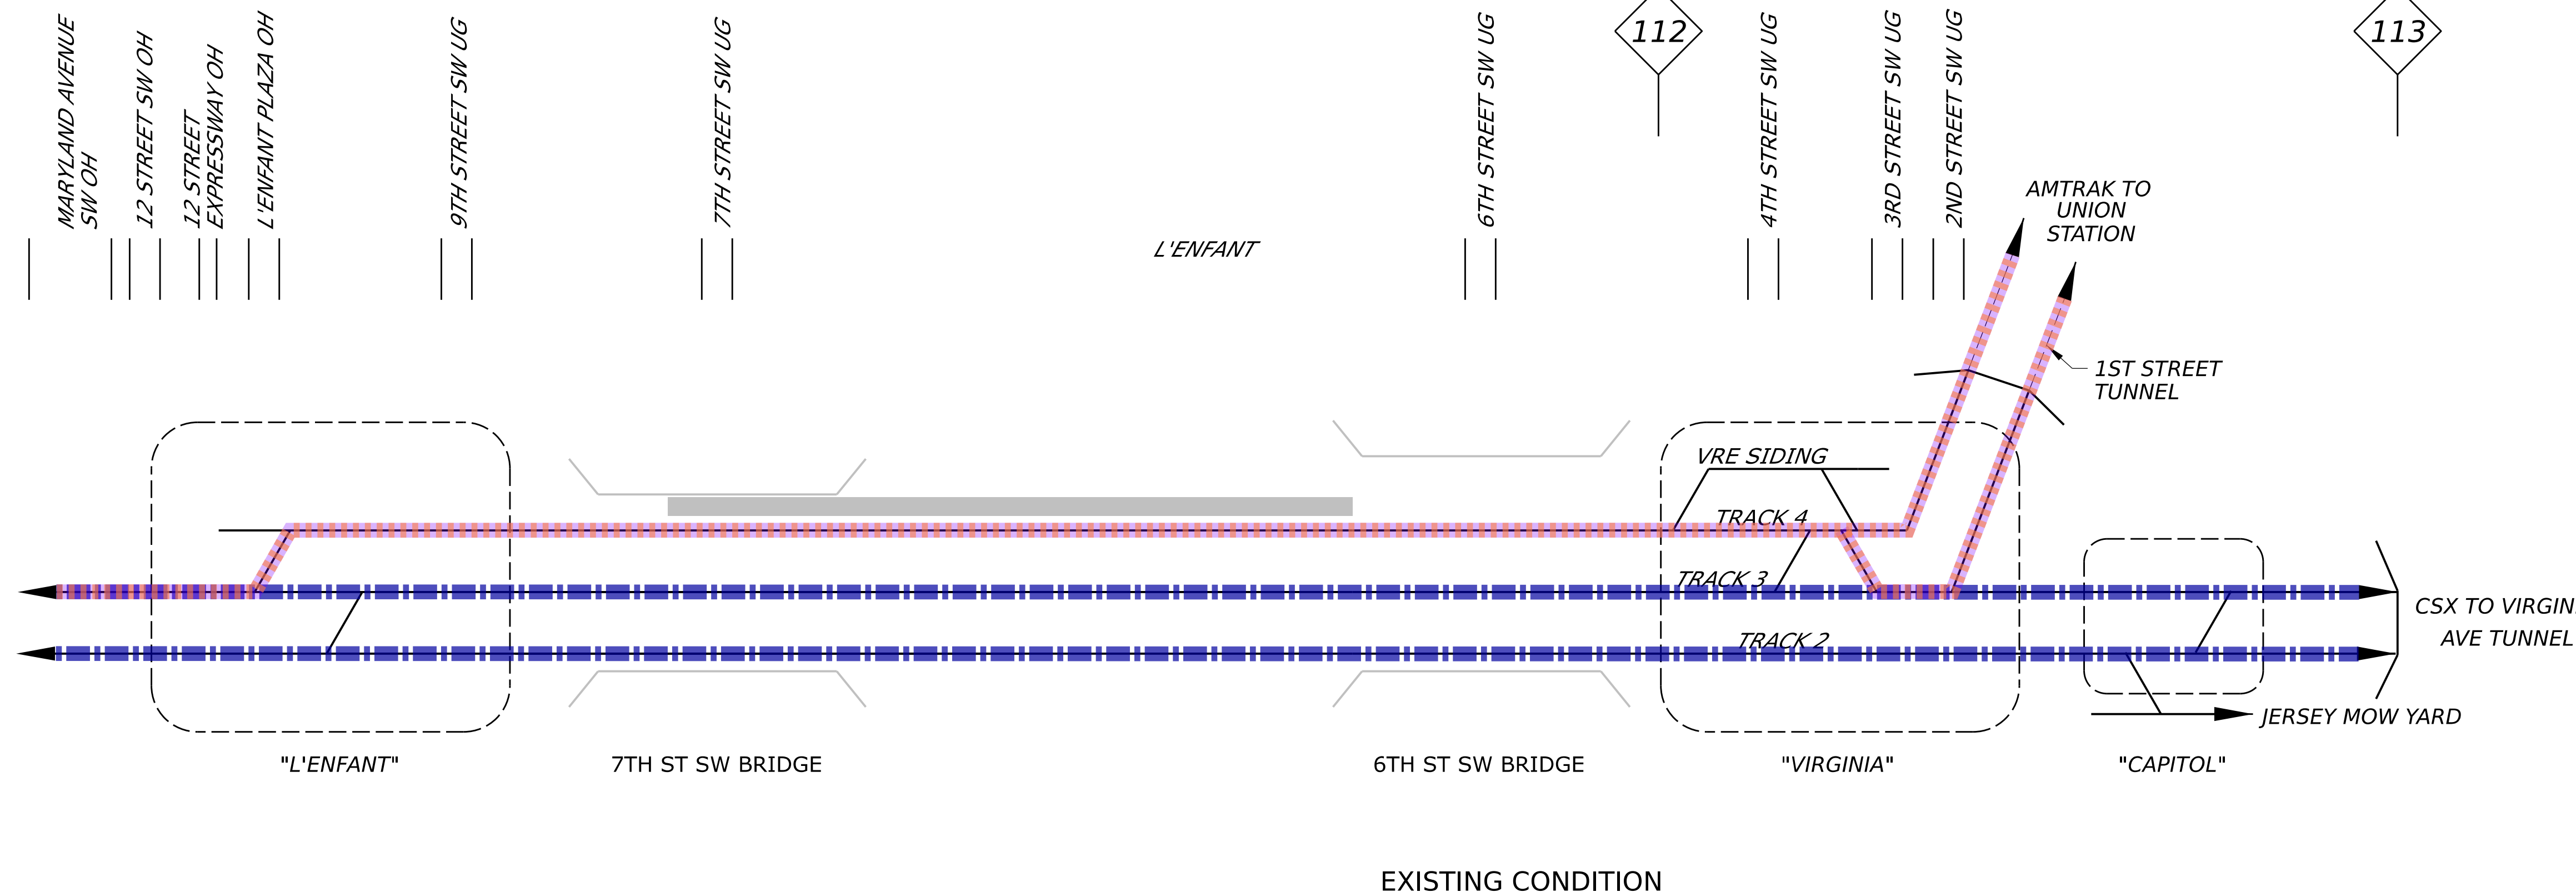 MARYLAND AVENUE
SW OH
12 STREET SW OH
12 STREET
EXPRESSWAY OH
L'ENFANT PLAZA OH
9TH STREET SW UG
7TH STREET SW UG
6TH STREET SW UG
112
4TH STREET SW UG
3RD STREET SW UG
2ND STREET SW UG
113
L'ENFANT
AMTRAK TO
UNION
STATION
1ST STREET
TUNNEL
VRE SIDING
TRACK 4
TRACK 3
TRACK 2
CSX TO VIRGIN
AVE TUNNEL
JERSEY MOW YARD
"L'ENFANT"
7TH ST SW BRIDGE
6TH ST SW BRIDGE
"VIRGINIA"
"CAPITOL"
EXISTING CONDITION